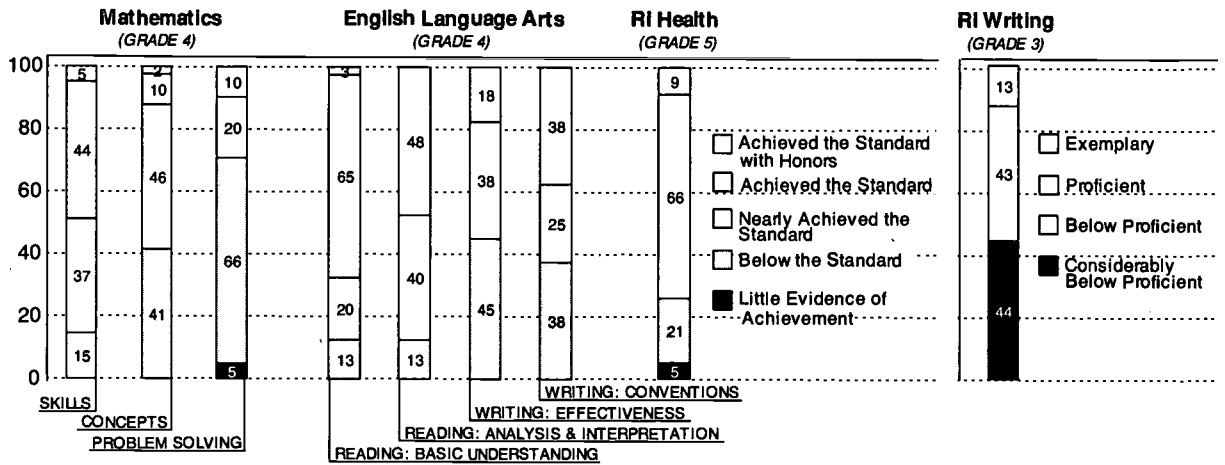 Mathematics
(GRADE 4)
English Language Arts
(GRADE 4)
RI Health
(GRADE 5)
RI Writing
(GRADE 3)
100
80
60
40
20
0
5
44
37
15
2
10
46
41
10
20
66
5
3
65
20
13
48
40
13
18
38
45
38
25
38
9
66
21
5
Achieved the Standard
with Honors
Achieved the Standard
Nearly Achieved the
Standard
Below the Standard
Little Evidence of
Achievement
13
43
44
Exemplary
Proficient
Below Proficient
Considerably
Below Proficient
SKILLS
CONCEPTS
PROBLEM SOLVING
WRITING: CONVENTIONS
WRITING: EFFECTIVENESS
READING: ANALYSIS & INTERPRETATION
READING: BASIC UNDERSTANDING